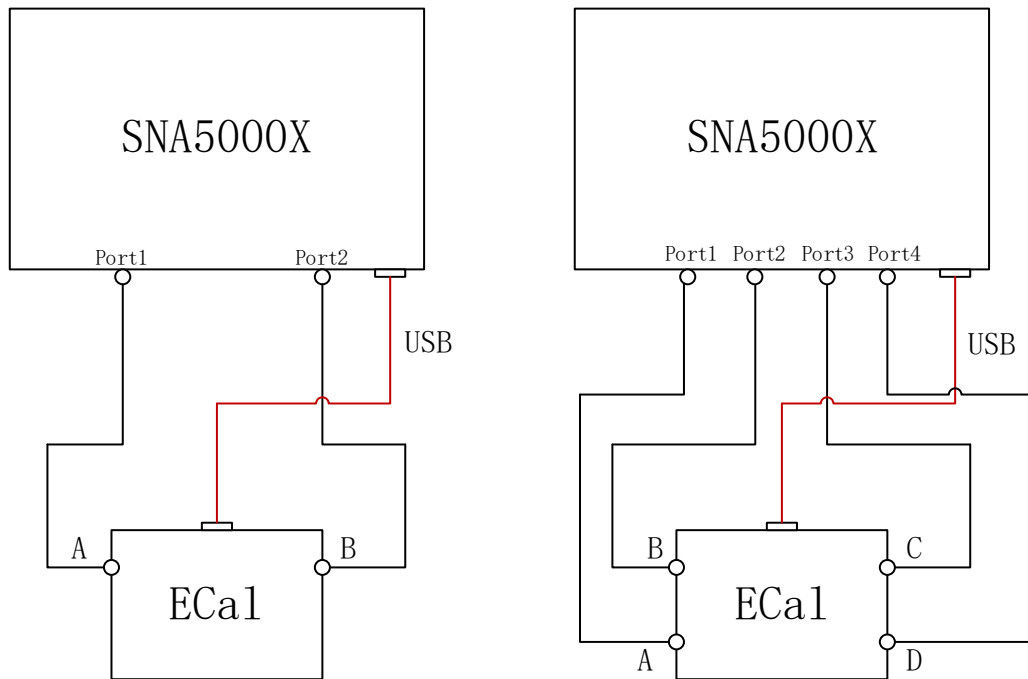 SNA5000X
Port1
Port2
USB
A
B
ECal
SNA5000X
Port1
Port2
Port3
Port4
USB
B
C
ECal
A
D